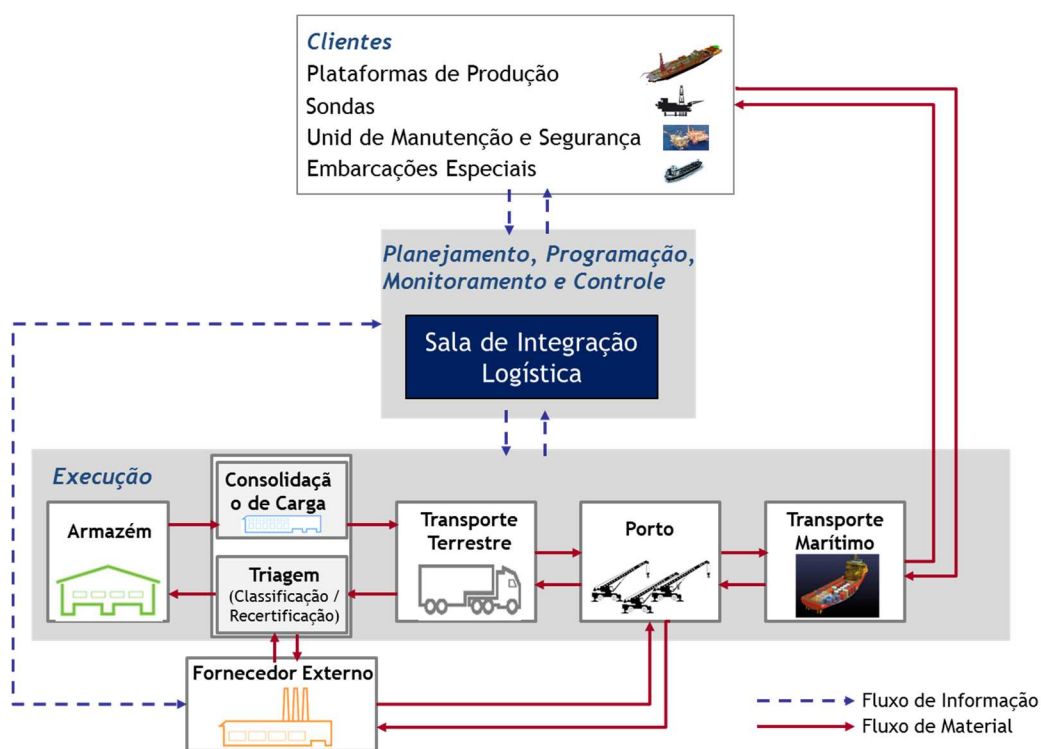 Clientes
Plataformas de Produção
Sondas
Unid de Manutenção e Segurança
Embarcações Especiais
Planejamento, Programação,
Monitoramento e Controle
Sala de Integração
Logística
Execução
Armazém
Consolidaçã
o de Carga
Triagem
(Classificação /
Recertificação)
Transporte
Terrestre
Porto
Transporte
Marítimo
Fornecedor Externo
Fluxo de Informação
Fluxo de Material